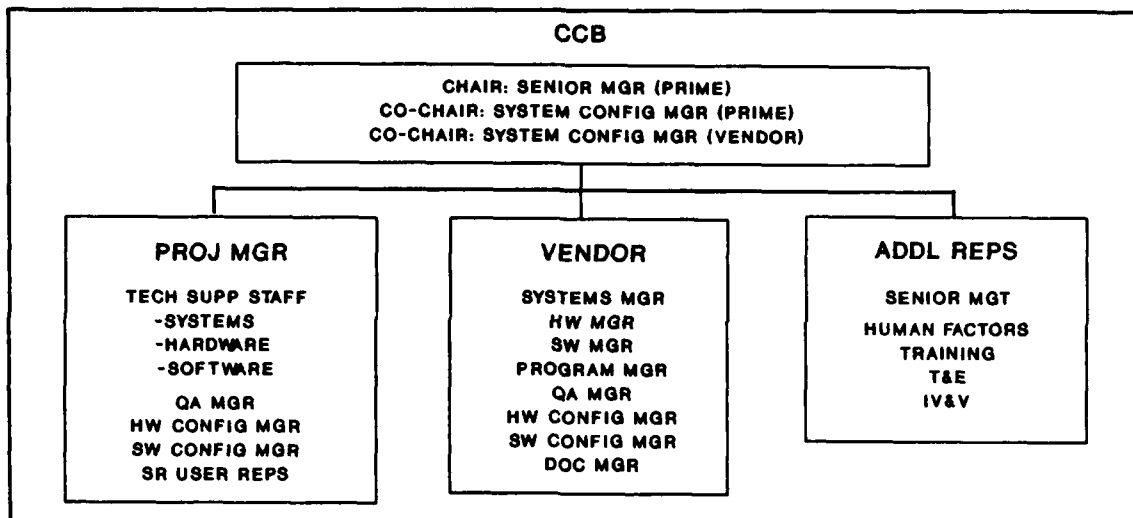 CCB
CHAIR: SENIOR MGR (PRIME)
CO-CHAIR: SYSTEM CONFIG MGR (PRIME)
CO-CHAIR: SYSTEM CONFIG MGR (VENDOR)
PROJ MGR
TECH SUPP STAFF
-SYSTEMS
-HARDWARE
-SOFTWARE
QA MGR
HW CONFIG MGR
SW CONFIG MGR
SR USER REPS
VENDOR
SYSTEMS MGR
HW MGR
SW MGR
PROGRAM MGR
QA MGR
HW CONFIG MGR
SW CONFIG MGR
DOC MGR
ADDL REPS
SENIOR MGT
HUMAN FACTORS
TRAINING
T&E
IV&V